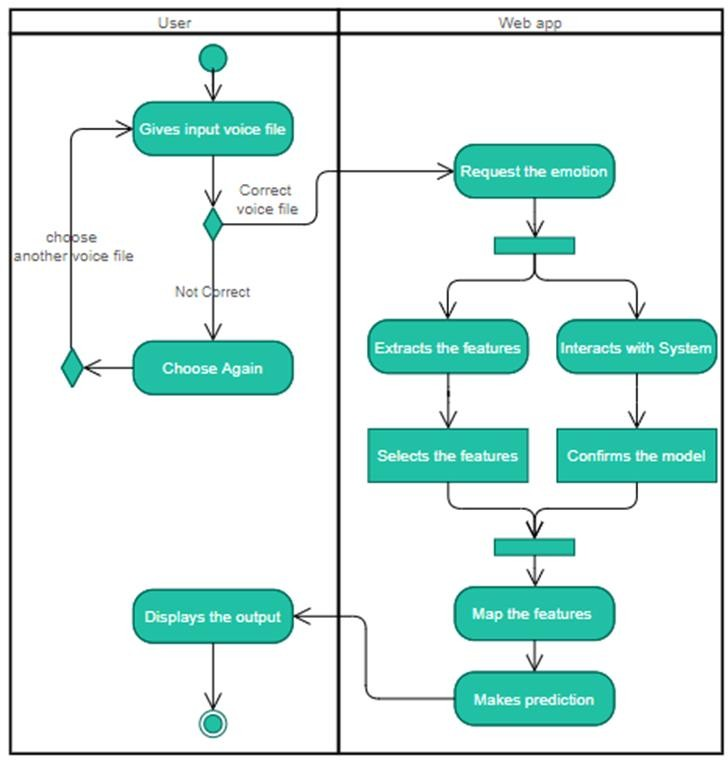 User
Web app
Gives input voice file
Correct
voice file
Request the emotion
choose
another voice file
Not Correct
Choose Again
Extracts the features
Interacts with System
Selects the features
Confirms the model
Displays the output
Map the features
Makes prediction